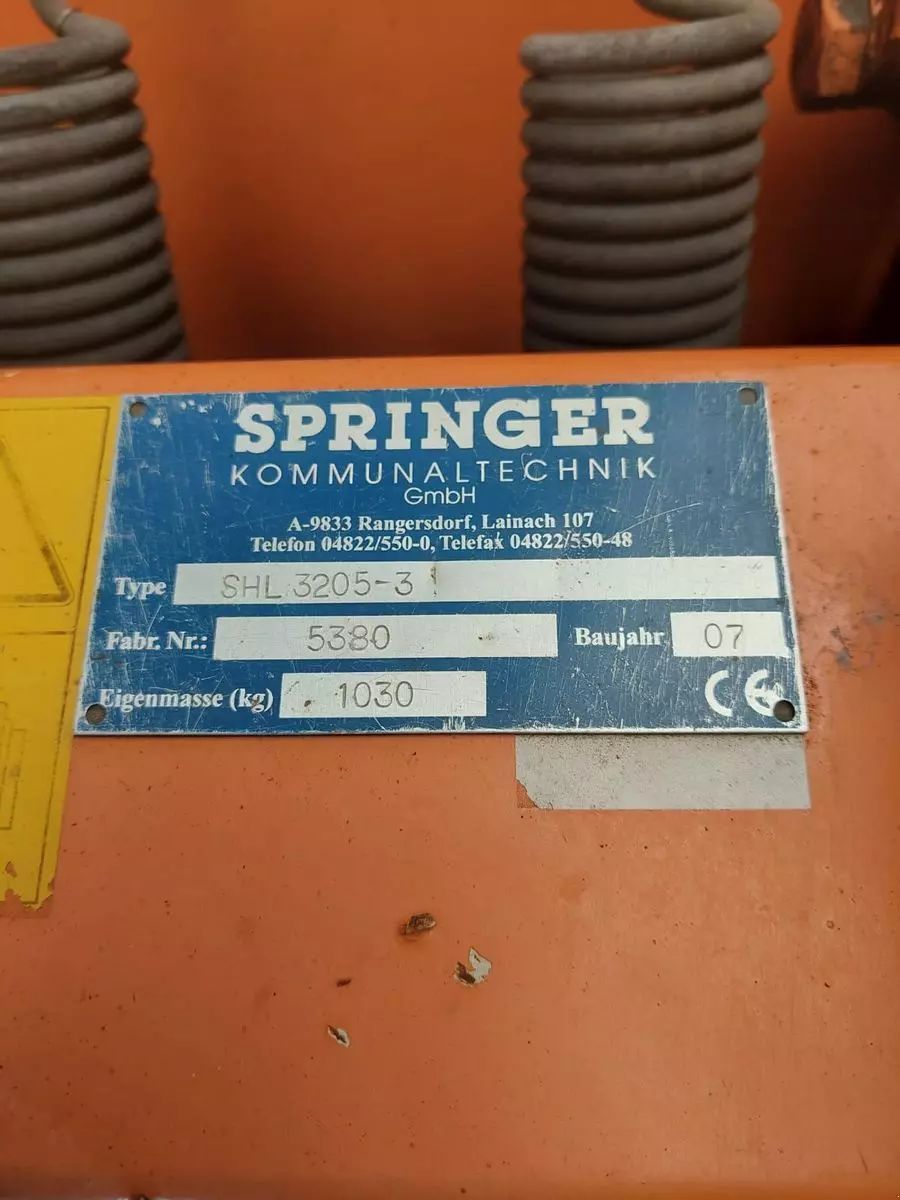 SPRINGER
KOMMUNALTECHNIK
GmbH
A-9833 Rangersdorf, Lainach 107
Telefon 04822/550-0, Telefax 04822/550-48
Type SHL 3205-3
Fabr. Nr.: 5380 Baujahr 07
Eigenmasse (kg) 1030 CE